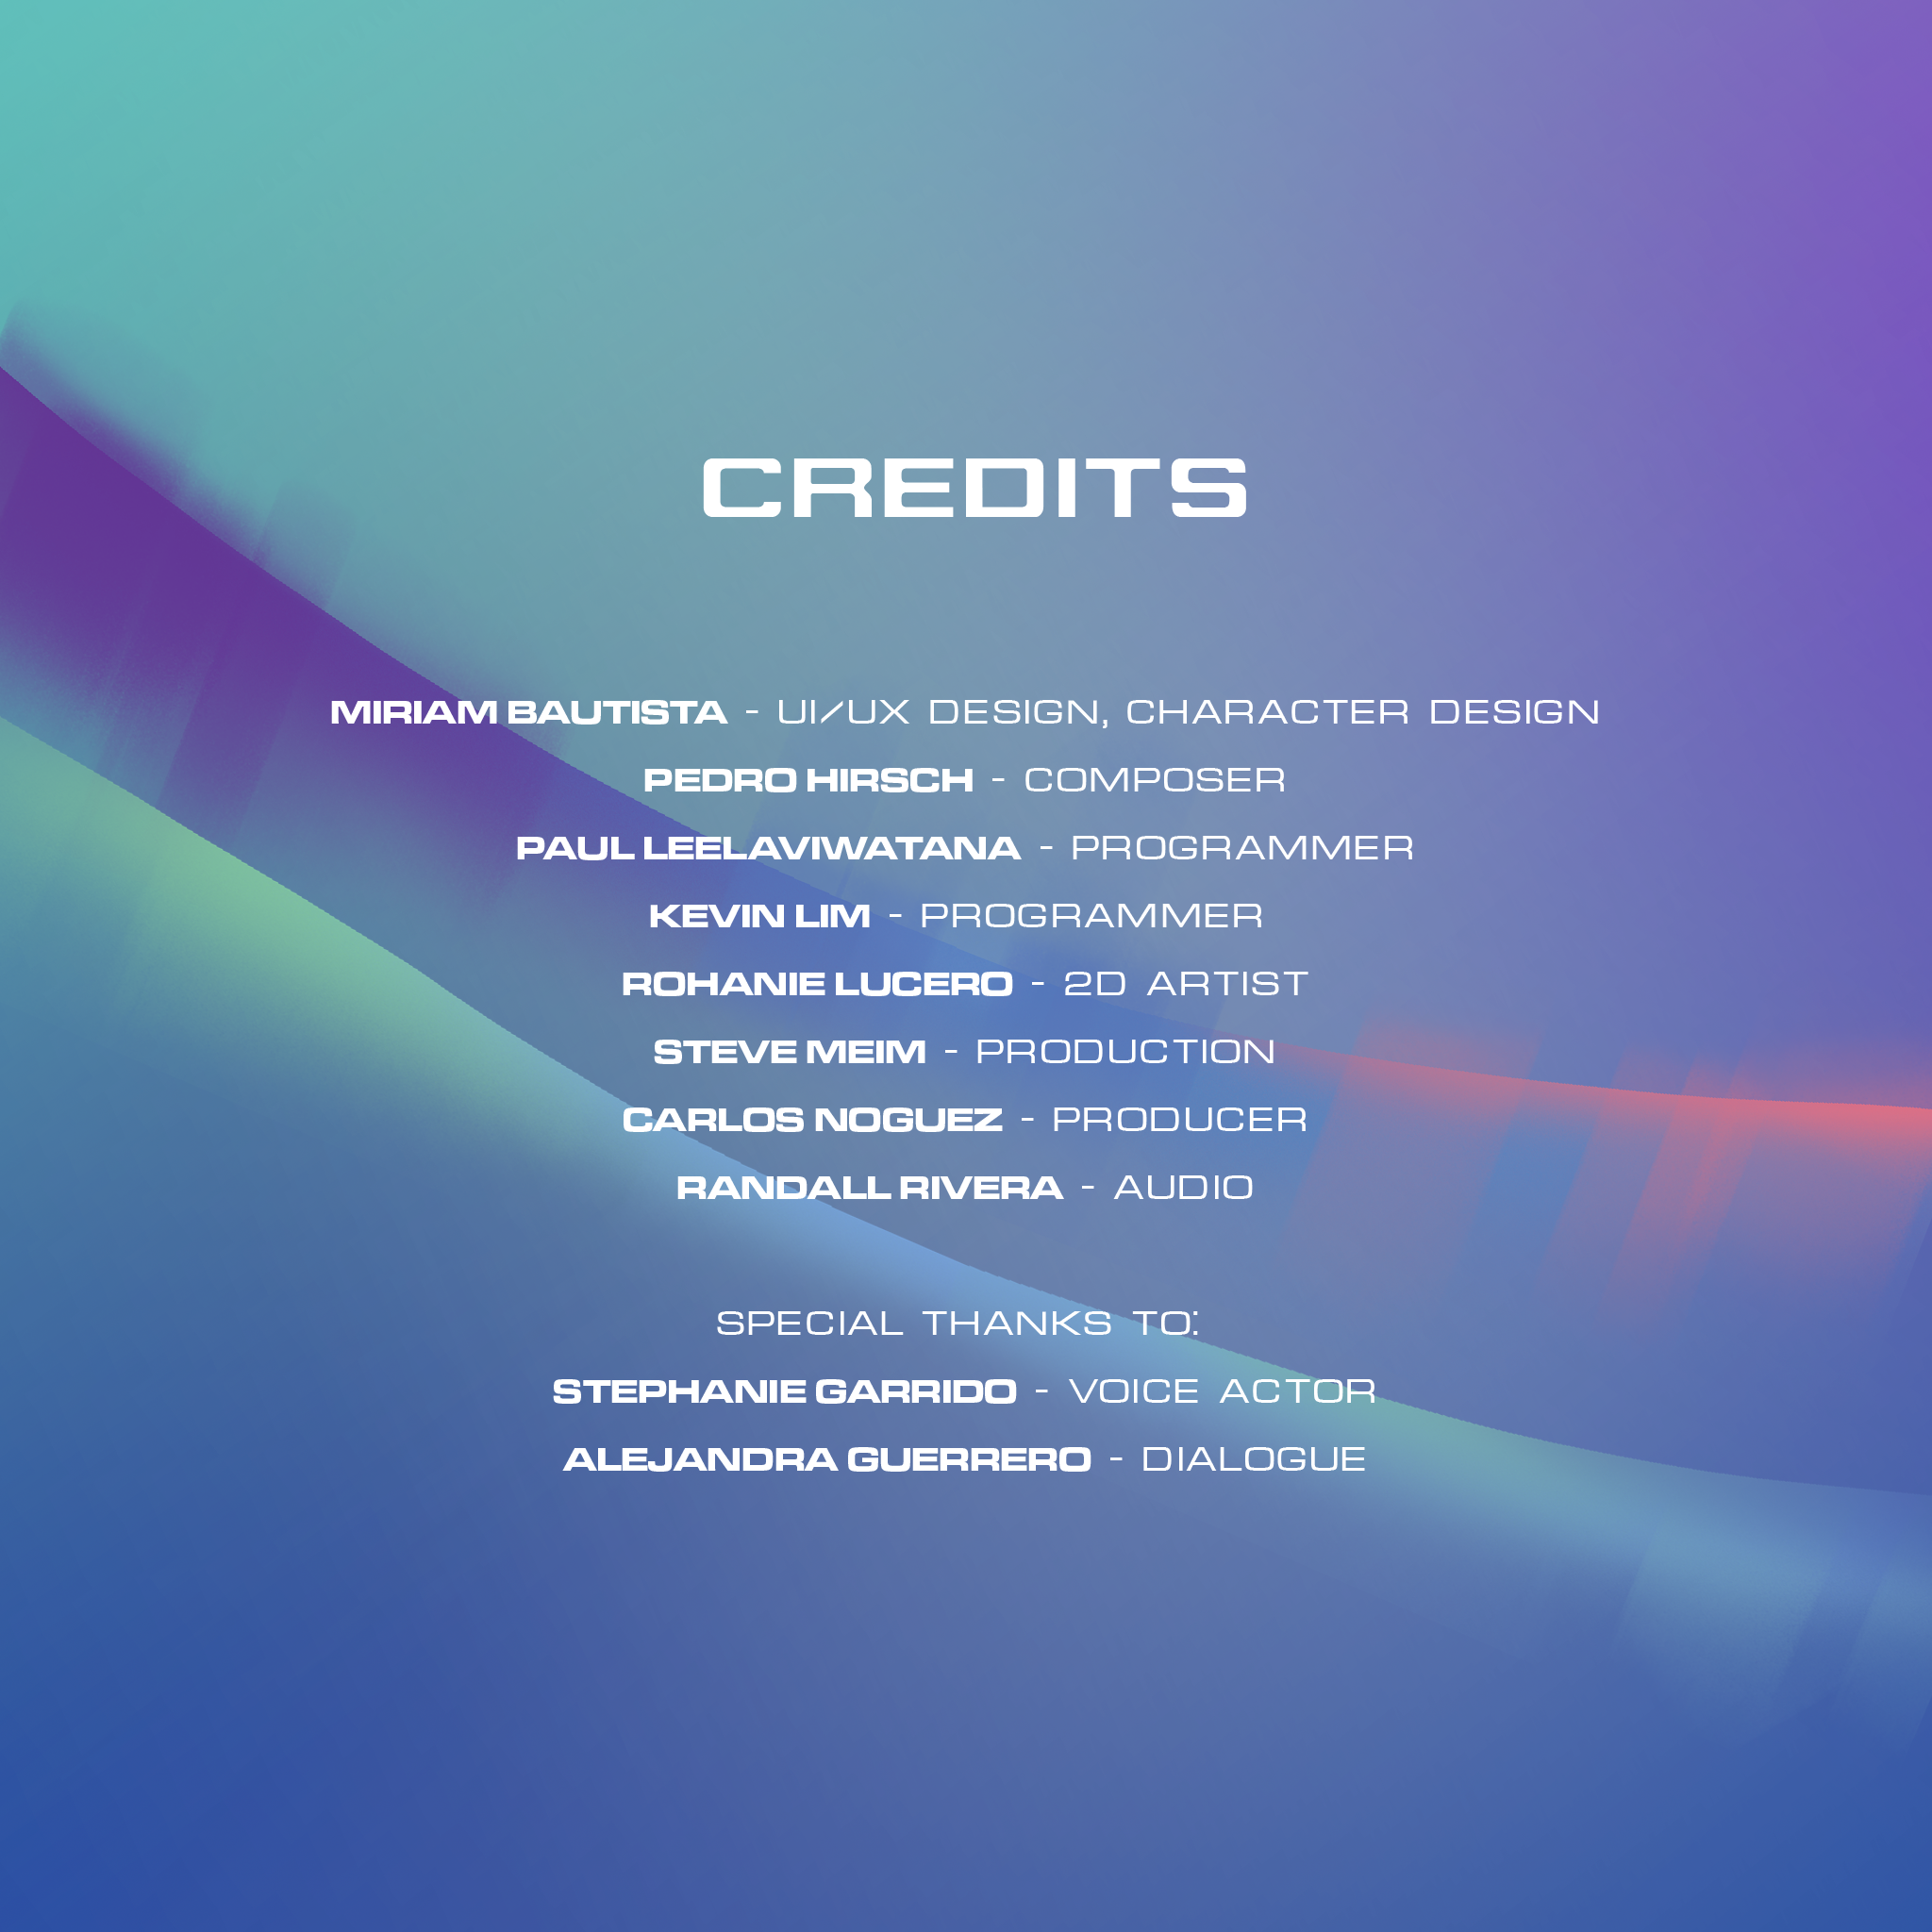 CREDITS
MIRIAM BAUTISTA - UI/UX DESIGN, CHARACTER DESIGN
PEDRO HIRSCH - COMPOSER
PAUL LEELAVIWATANA - PROGRAMMER
KEVIN LIM - PROGRAMMER
ROHANIE LUCERO - 2D ARTIST
STEVE MEIM - PRODUCTION
CARLOS NOGUEZ - PRODUCER
RANDALL RIVERA - AUDIO
SPECIAL THANKS TO:
STEPHANIE GARRIDO - VOICE ACTOR
ALEJANDRA GUERRERO - DIALOGUE